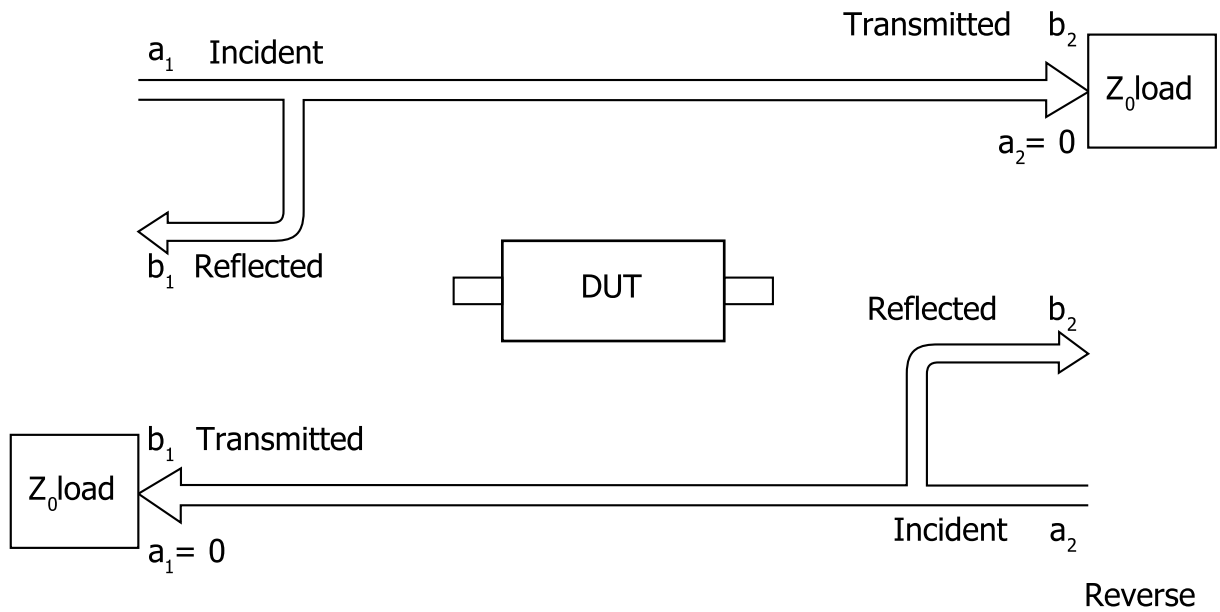 Transmitted b₂
a₁ Incident
Z₀load
a₂= 0
b₁ Reflected
DUT
Reflected b₂
b₁ Transmitted
Z₀load
Incident a₂
a₁= 0
Reverse